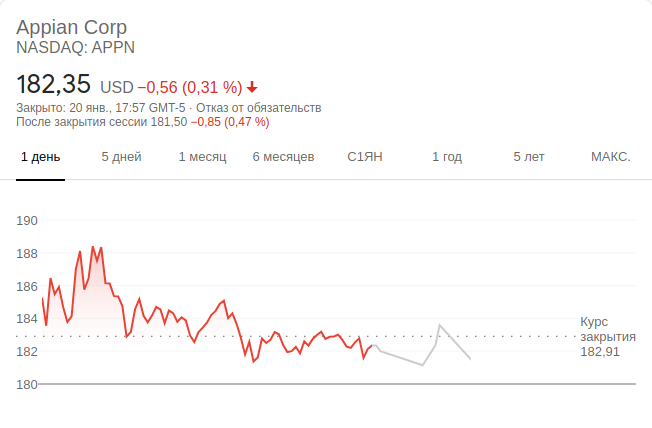 Appian Corp
NASDAQ: APPN
182,35 USD −0,56 (0,31 %)
Закрыто: 20 янв., 17:57 GMT-5 · Отказ от обязательств
После закрытия сессии 181,50 −0,85 (0,47 %)
1 день 5 дней 1 месяц 6 месяцев С1ЯН 1 год 5 лет МАКС.
190
188
186
184
182
180
Курс
закрытия
182,91